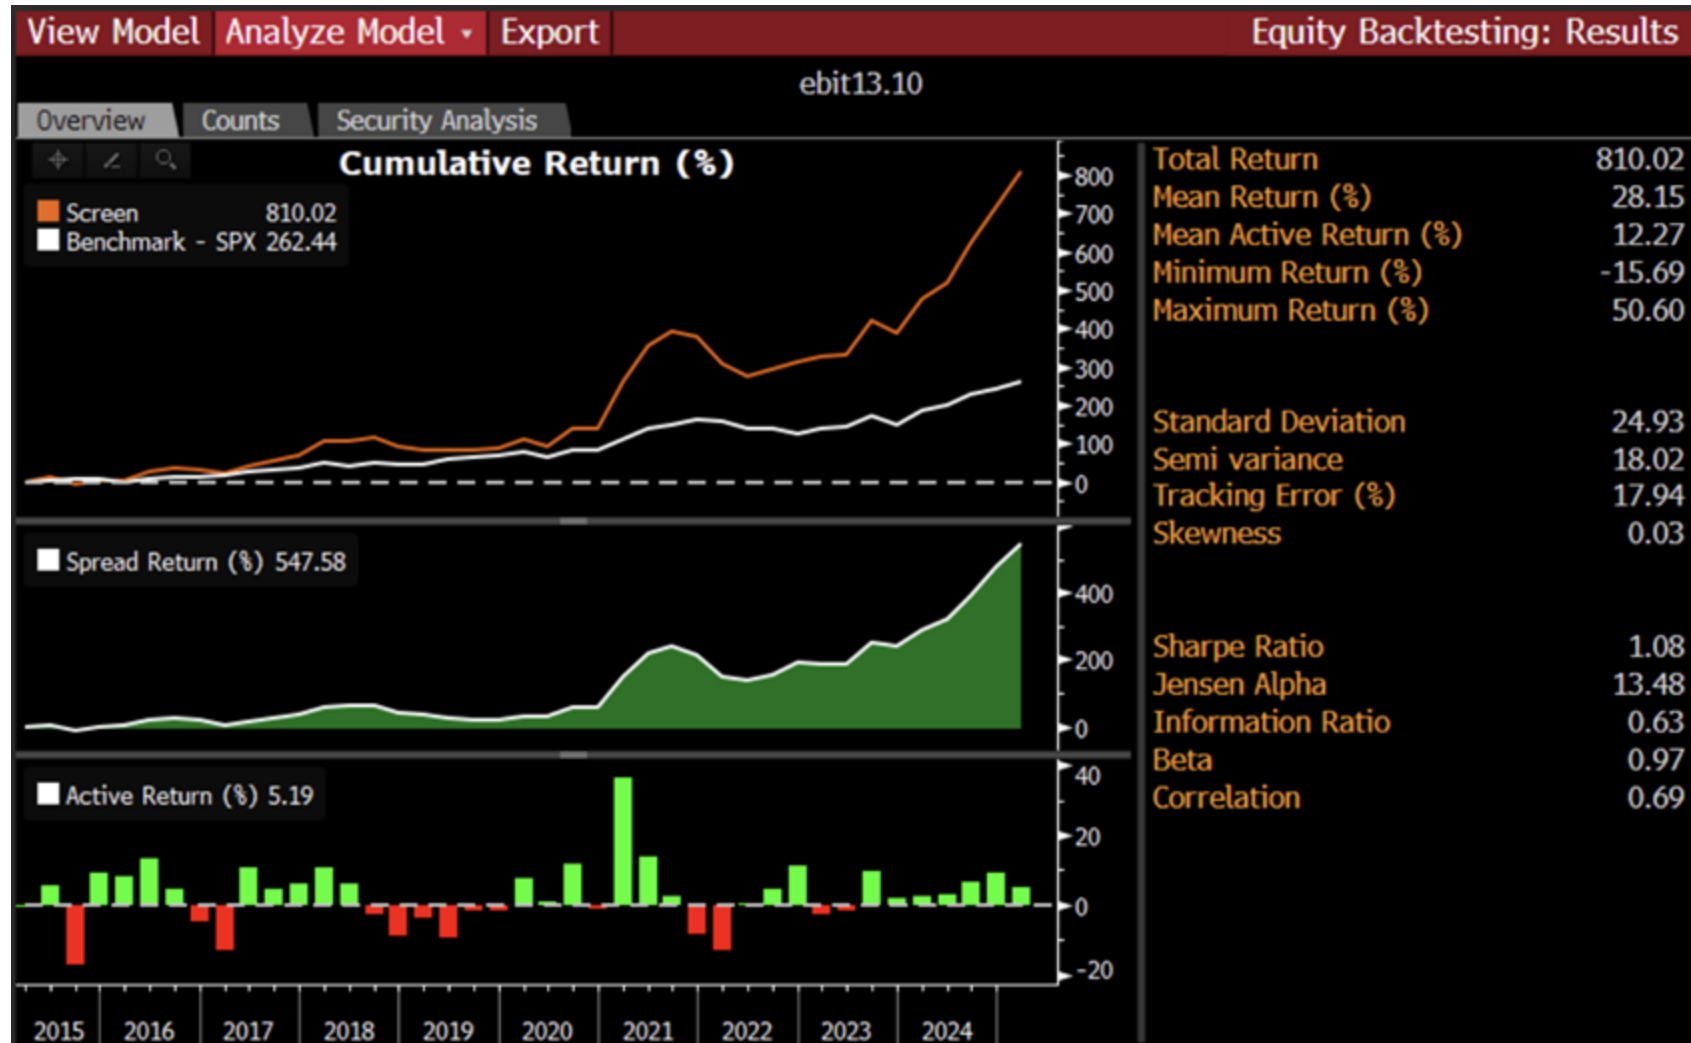 View Model Analyze Model Export Equity Backtesting: Results
ebit13.10
Overview Counts Security Analysis
Cumulative Return (%)
Screen 810.02
Benchmark - SPX 262.44
800
700
600
500
400
300
200
100
0
Spread Return (%) 547.58
400
200
0
Active Return (%) 5.19
40
20
0
-20
2015 2016 2017 2018 2019 2020 2021 2022 2023 2024
Total Return 810.02
Mean Return (%) 28.15
Mean Active Return (%) 12.27
Minimum Return (%) -15.69
Maximum Return (%) 50.60
Standard Deviation 24.93
Semi variance 18.02
Tracking Error (%) 17.94
Skewness 0.03
Sharpe Ratio 1.08
Jensen Alpha 13.48
Information Ratio 0.63
Beta 0.97
Correlation 0.69